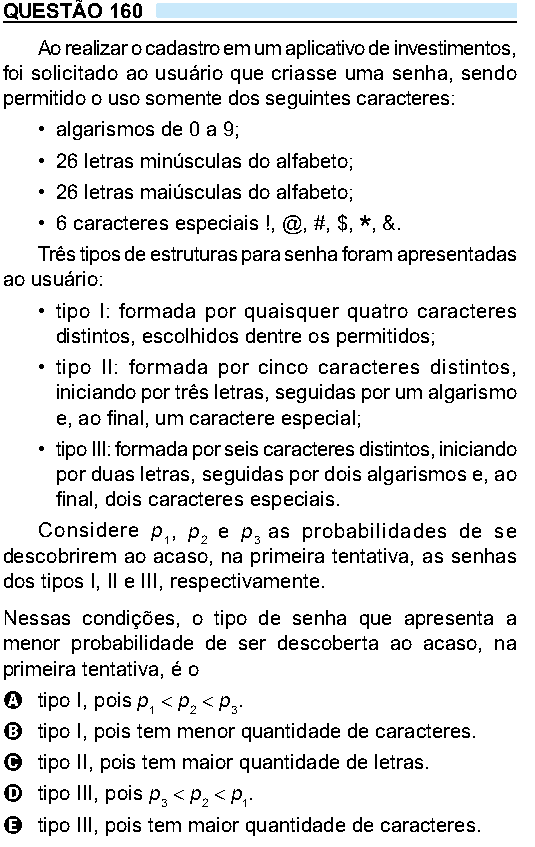 QUESTÃO 160
Ao realizar o cadastro em um aplicativo de investimentos,
foi solicitado ao usuário que criasse uma senha, sendo
permitido o uso somente dos seguintes caracteres:
• algarismos de 0 a 9;
• 26 letras minúsculas do alfabeto;
• 26 letras maiúsculas do alfabeto;
• 6 caracteres especiais !, @, #, $, *, &.
Três tipos de estruturas para senha foram apresentadas
ao usuário:
• tipo I: formada por quaisquer quatro caracteres
distintos, escolhidos dentre os permitidos;
• tipo II: formada por cinco caracteres distintos,
iniciando por três letras, seguidas por um algarismo
e, ao final, um caractere especial;
• tipo III: formada por seis caracteres distintos, iniciando
por duas letras, seguidas por dois algarismos e, ao
final, dois caracteres especiais.
Considere p₁, p₂ e p₃ as probabilidades de se
descobrirem ao acaso, na primeira tentativa, as senhas
dos tipos I, II e III, respectivamente.
Nessas condições, o tipo de senha que apresenta a
menor probabilidade de ser descoberta ao acaso, na
primeira tentativa, é o
A tipo I, pois p₁ < p₂ < p₃.
B tipo I, pois tem menor quantidade de caracteres.
C tipo II, pois tem maior quantidade de letras.
D tipo III, pois p₃ < p₂ < p₁.
E tipo III, pois tem maior quantidade de caracteres.